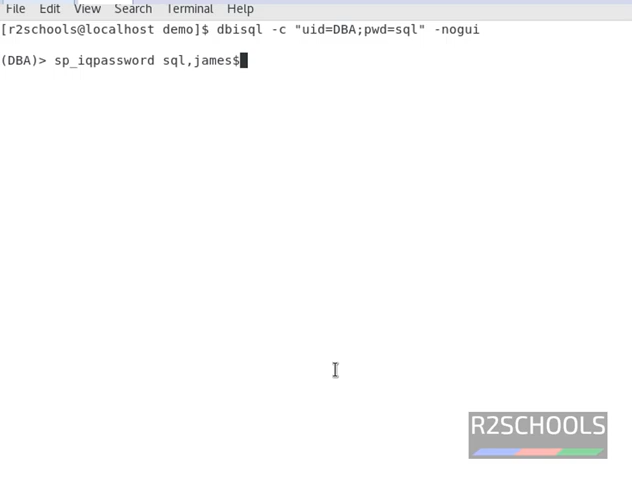 File Edit View Search Terminal Help
[r2schools@localhost demo]$ dbisql -c "uid=DBA;pwd=sql" -nogui
(DBA)> sp_iqpassword sql,james$
R2SCHOOLS